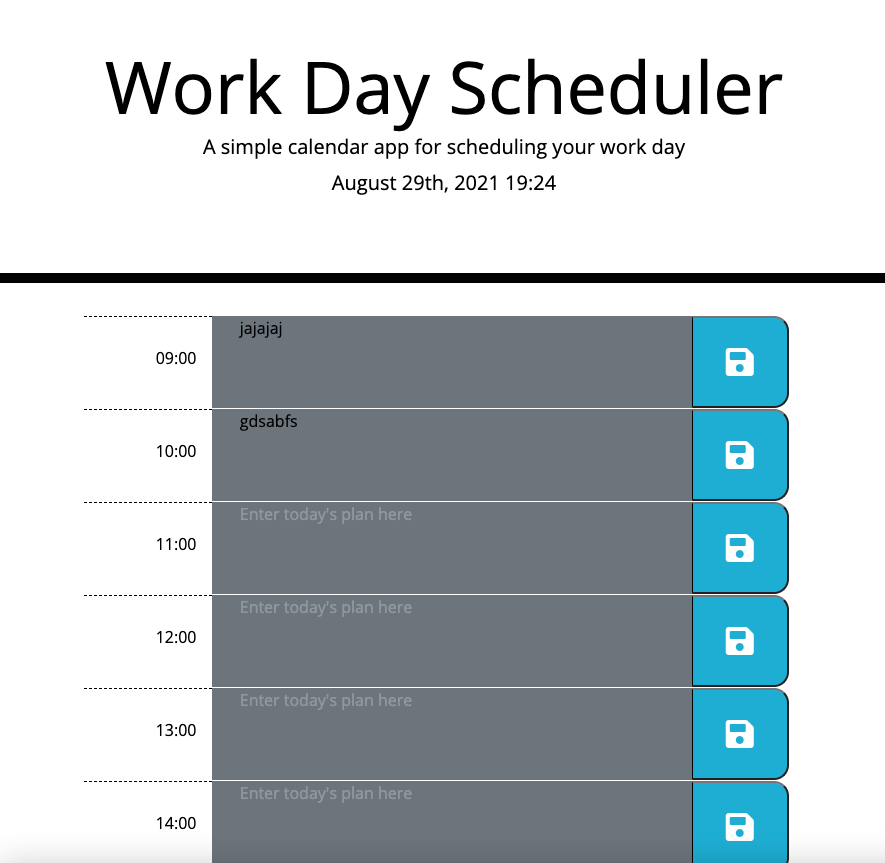 Work Day Scheduler
A simple calendar app for scheduling your work day
August 29th, 2021 19:24
jajajaj
09:00
gdsabfs
10:00
Enter today's plan here
11:00
Enter today's plan here
12:00
Enter today's plan here
13:00
Enter today's plan here
14:00